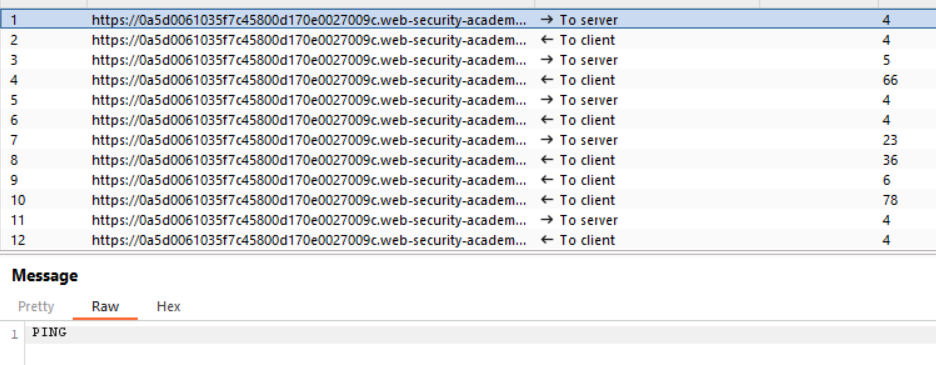 1 https://0a5d0061035f7c45800d170e0027009c.web-security-academ... → To server 4
2 https://0a5d0061035f7c45800d170e0027009c.web-security-academ... ← To client 4
3 https://0a5d0061035f7c45800d170e0027009c.web-security-academ... → To server 5
4 https://0a5d0061035f7c45800d170e0027009c.web-security-academ... ← To client 66
5 https://0a5d0061035f7c45800d170e0027009c.web-security-academ... → To server 4
6 https://0a5d0061035f7c45800d170e0027009c.web-security-academ... ← To client 4
7 https://0a5d0061035f7c45800d170e0027009c.web-security-academ... → To server 23
8 https://0a5d0061035f7c45800d170e0027009c.web-security-academ... ← To client 36
9 https://0a5d0061035f7c45800d170e0027009c.web-security-academ... ← To client 6
10 https://0a5d0061035f7c45800d170e0027009c.web-security-academ... ← To client 78
11 https://0a5d0061035f7c45800d170e0027009c.web-security-academ... → To server 4
12 https://0a5d0061035f7c45800d170e0027009c.web-security-academ... ← To client 4
Message
Pretty Raw Hex
1 PING